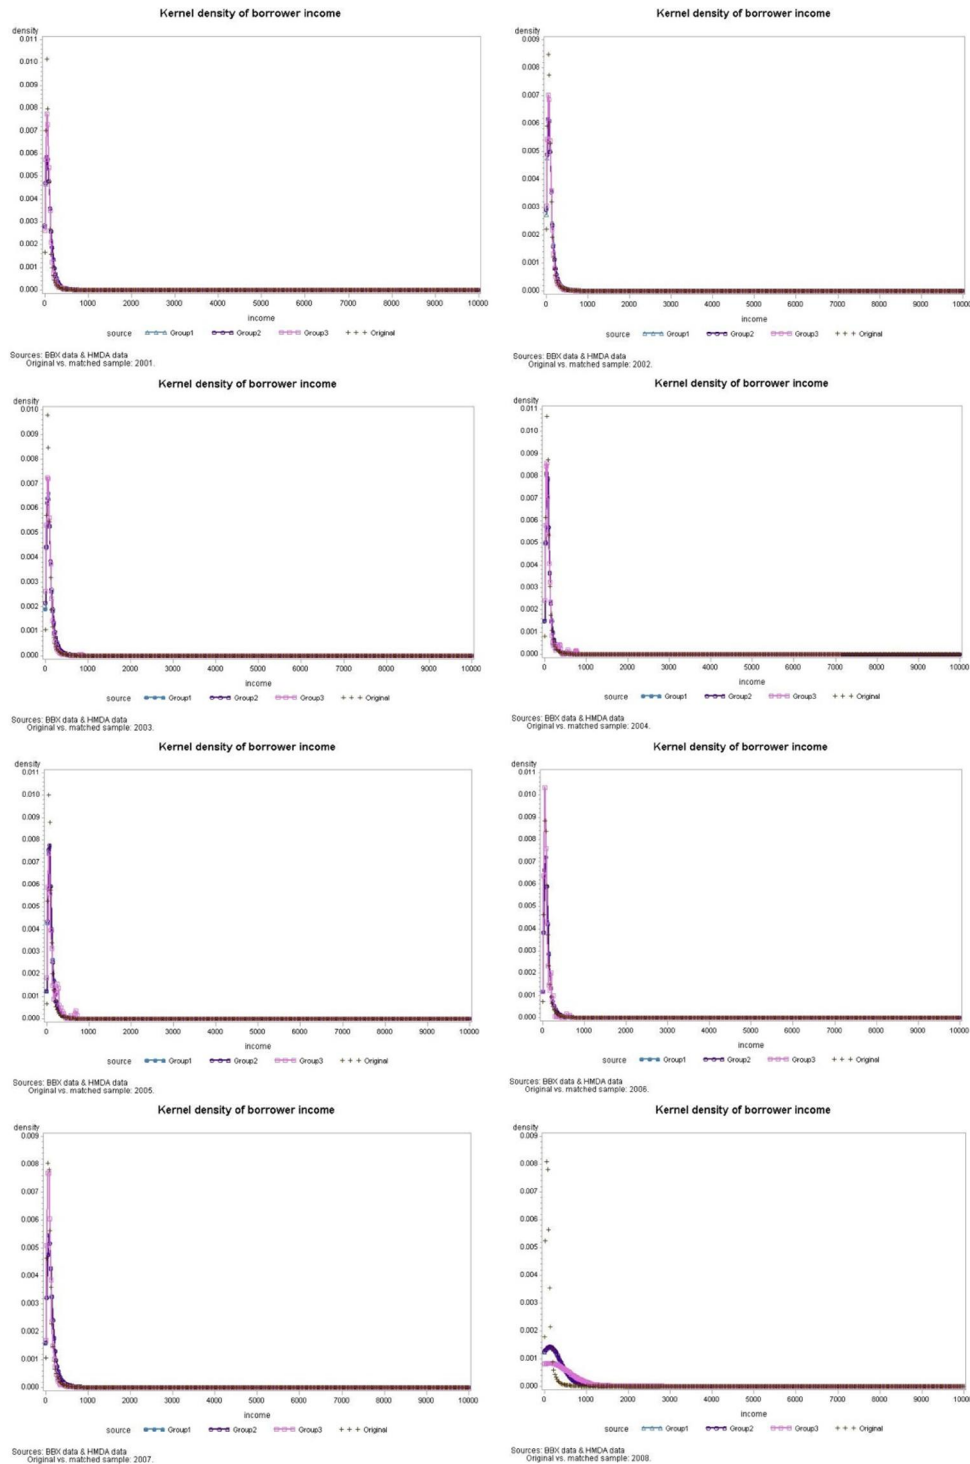 Kernel density of borrower income
density
0.011
0.010
0.009
0.008
0.007
0.006
0.005
0.004
0.003
0.002
0.001
0.000
0 1000 2000 3000 4000 5000 6000 7000 8000 9000 10000
income
source Group1 Group2 Group3 Original
Sources: BBX data & HMDA data
Original vs. matched sample: 2001.
Kernel density of borrower income
density
0.009
0.008
0.007
0.006
0.005
0.004
0.003
0.002
0.001
0.000
0 1000 2000 3000 4000 5000 6000 7000 8000 9000 10000
income
source Group1 Group2 Group3 Original
Sources: BBX data & HMDA data
Original vs. matched sample: 2002.
Kernel density of borrower income
density
0.010
0.009
0.008
0.007
0.006
0.005
0.004
0.003
0.002
0.001
0.000
0 1000 2000 3000 4000 5000 6000 7000 8000 9000 10000
income
source Group1 Group2 Group3 Original
Sources: BBX data & HMDA data
Original vs. matched sample: 2003.
Kernel density of borrower income
density
0.011
0.010
0.009
0.008
0.007
0.006
0.005
0.004
0.003
0.002
0.001
0.000
0 1000 2000 3000 4000 5000 6000 7000 8000 9000 10000
income
source Group1 Group2 Group3 Original
Sources: BBX data & HMDA data
Original vs. matched sample: 2004.
Kernel density of borrower income
density
0.011
0.010
0.009
0.008
0.007
0.006
0.005
0.004
0.003
0.002
0.001
0.000
0 1000 2000 3000 4000 5000 6000 7000 8000 9000 10000
income
source Group1 Group2 Group3 Original
Sources: BBX data & HMDA data
Original vs. matched sample: 2005.
Kernel density of borrower income
density
0.011
0.010
0.009
0.008
0.007
0.006
0.005
0.004
0.003
0.002
0.001
0.000
0 1000 2000 3000 4000 5000 6000 7000 8000 9000 10000
income
source Group1 Group2 Group3 Original
Sources: BBX data & HMDA data
Original vs. matched sample: 2006.
Kernel density of borrower income
density
0.009
0.008
0.007
0.006
0.005
0.004
0.003
0.002
0.001
0.000
0 1000 2000 3000 4000 5000 6000 7000 8000 9000 10000
income
source Group1 Group2 Group3 Original
Sources: BBX data & HMDA data
Original vs. matched sample: 2007.
Kernel density of borrower income
density
0.009
0.008
0.007
0.006
0.005
0.004
0.003
0.002
0.001
0.000
0 1000 2000 3000 4000 5000 6000 7000 8000 9000 10000
income
source Group1 Group2 Group3 Original
Sources: BBX data & HMDA data
Original vs. matched sample: 2008.